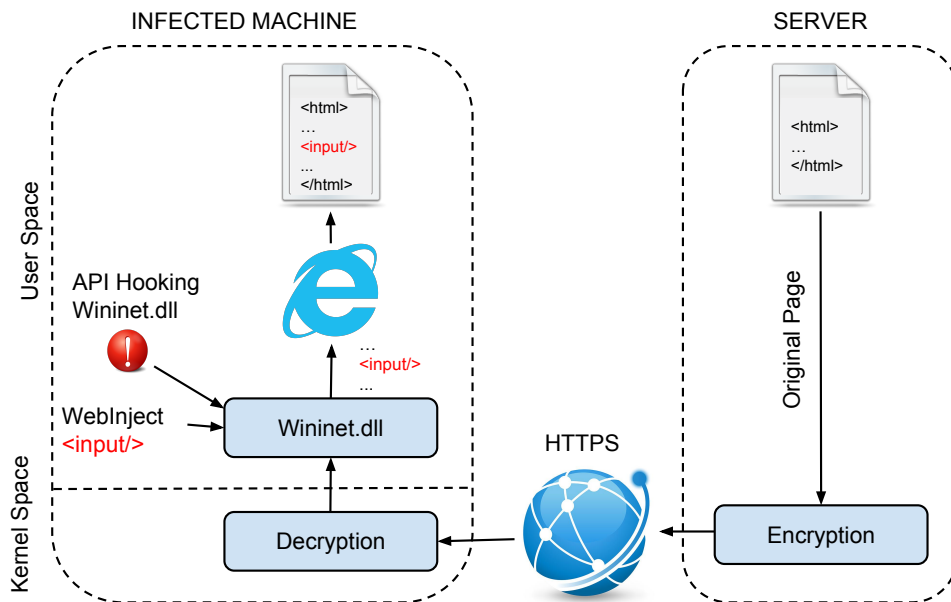 INFECTED MACHINE
SERVER
<html>
…
<input/>
...
</html>
<html>
…
</html>
User Space
API Hooking
Wininet.dll
…
<input/>
...
WebInject
<input/>
Wininet.dll
Original Page
HTTPS
Kernel Space
Decryption
Encryption